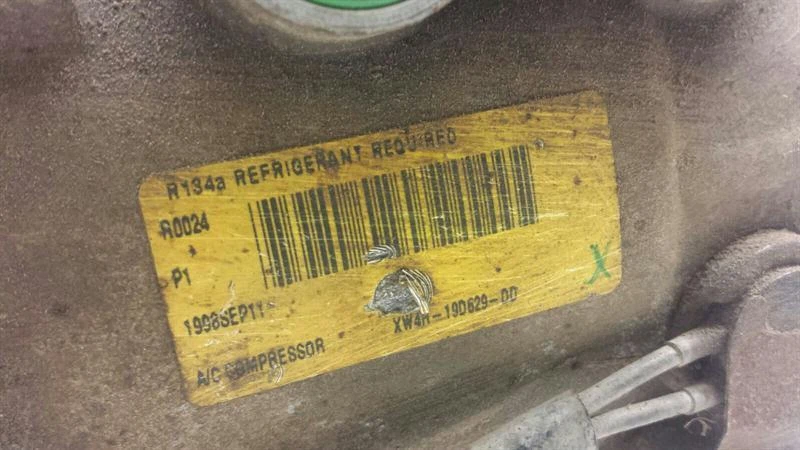 R134a REFRIGERANT REQUIRED
R0024
P1
1998SEP11
XW4H-19D629-DD
A/C COMPRESSOR
X